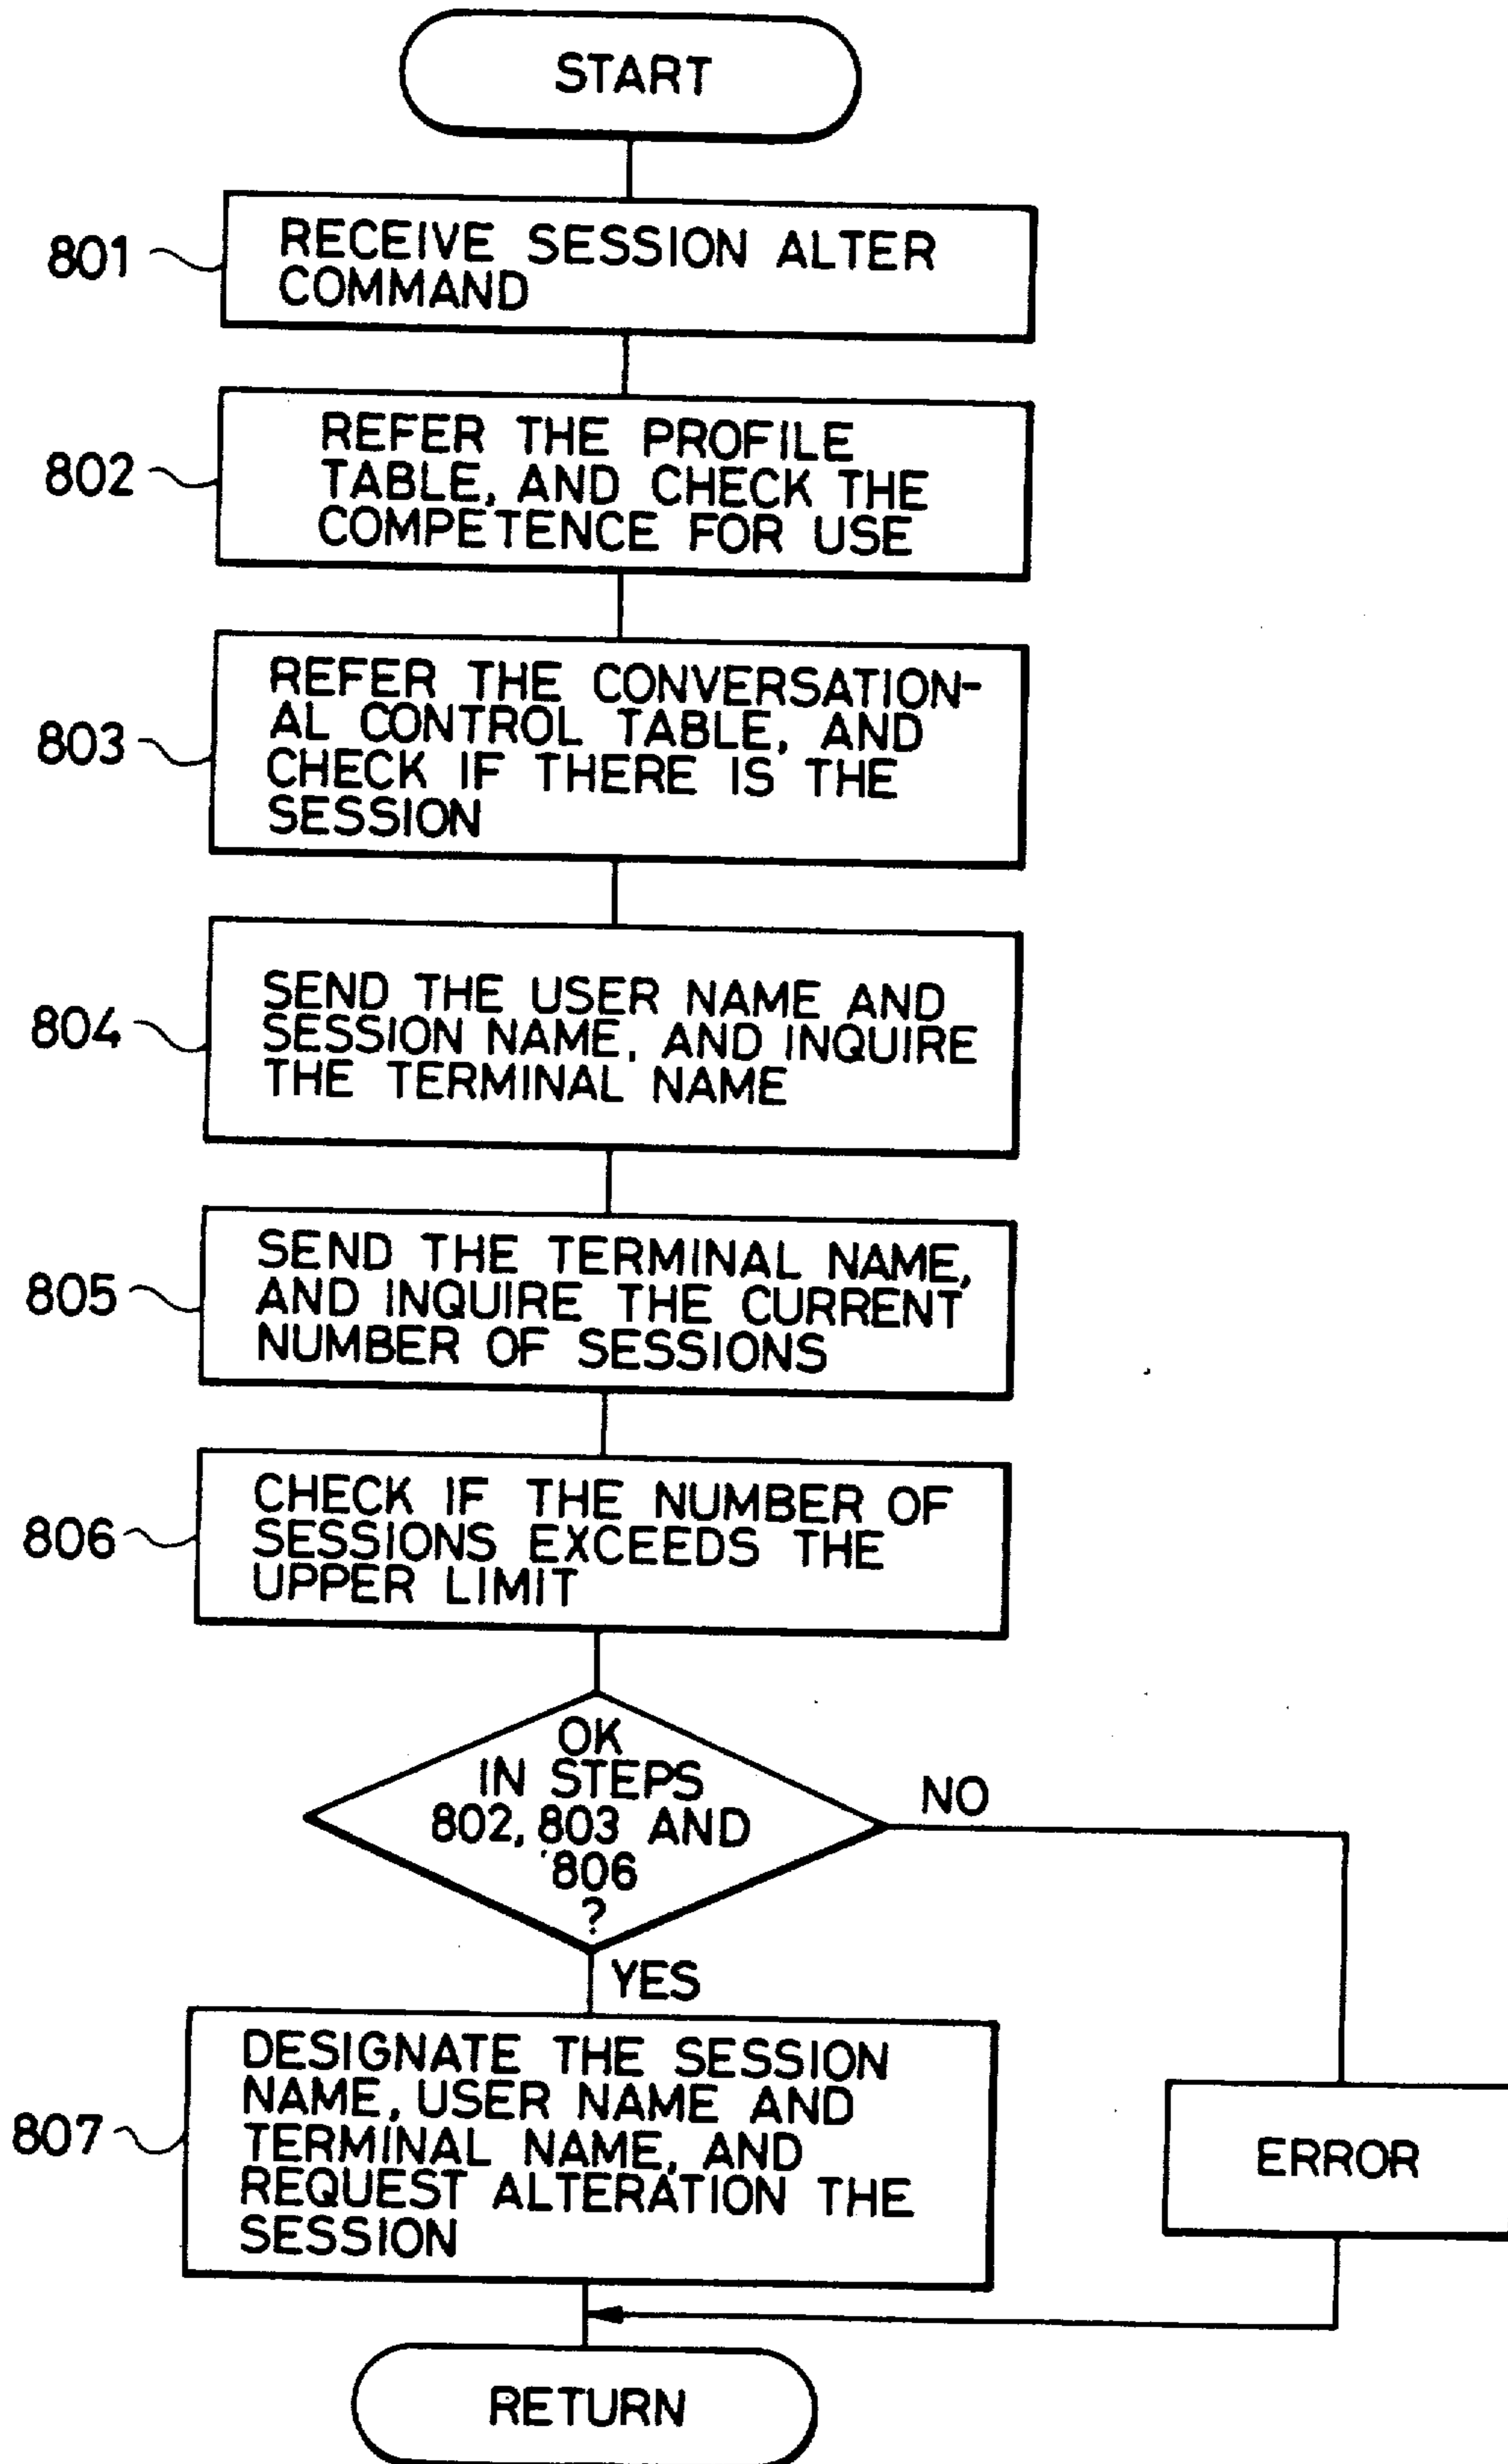 START
801
RECEIVE SESSION ALTER
COMMAND
802
REFER THE PROFILE
TABLE, AND CHECK THE
COMPETENCE FOR USE
803
REFER THE CONVERSATION-
AL CONTROL TABLE, AND
CHECK IF THERE IS THE
SESSION
804
SEND THE USER NAME AND
SESSION NAME, AND INQUIRE
THE TERMINAL NAME
805
SEND THE TERMINAL NAME,
AND INQUIRE THE CURRENT
NUMBER OF SESSIONS
806
CHECK IF THE NUMBER OF
SESSIONS EXCEEDS THE
UPPER LIMIT
OK
IN STEPS
802, 803 AND
806
?
NO
YES
807
DESIGNATE THE SESSION
NAME, USER NAME AND
TERMINAL NAME, AND
REQUEST ALTERATION THE
SESSION
ERROR
RETURN